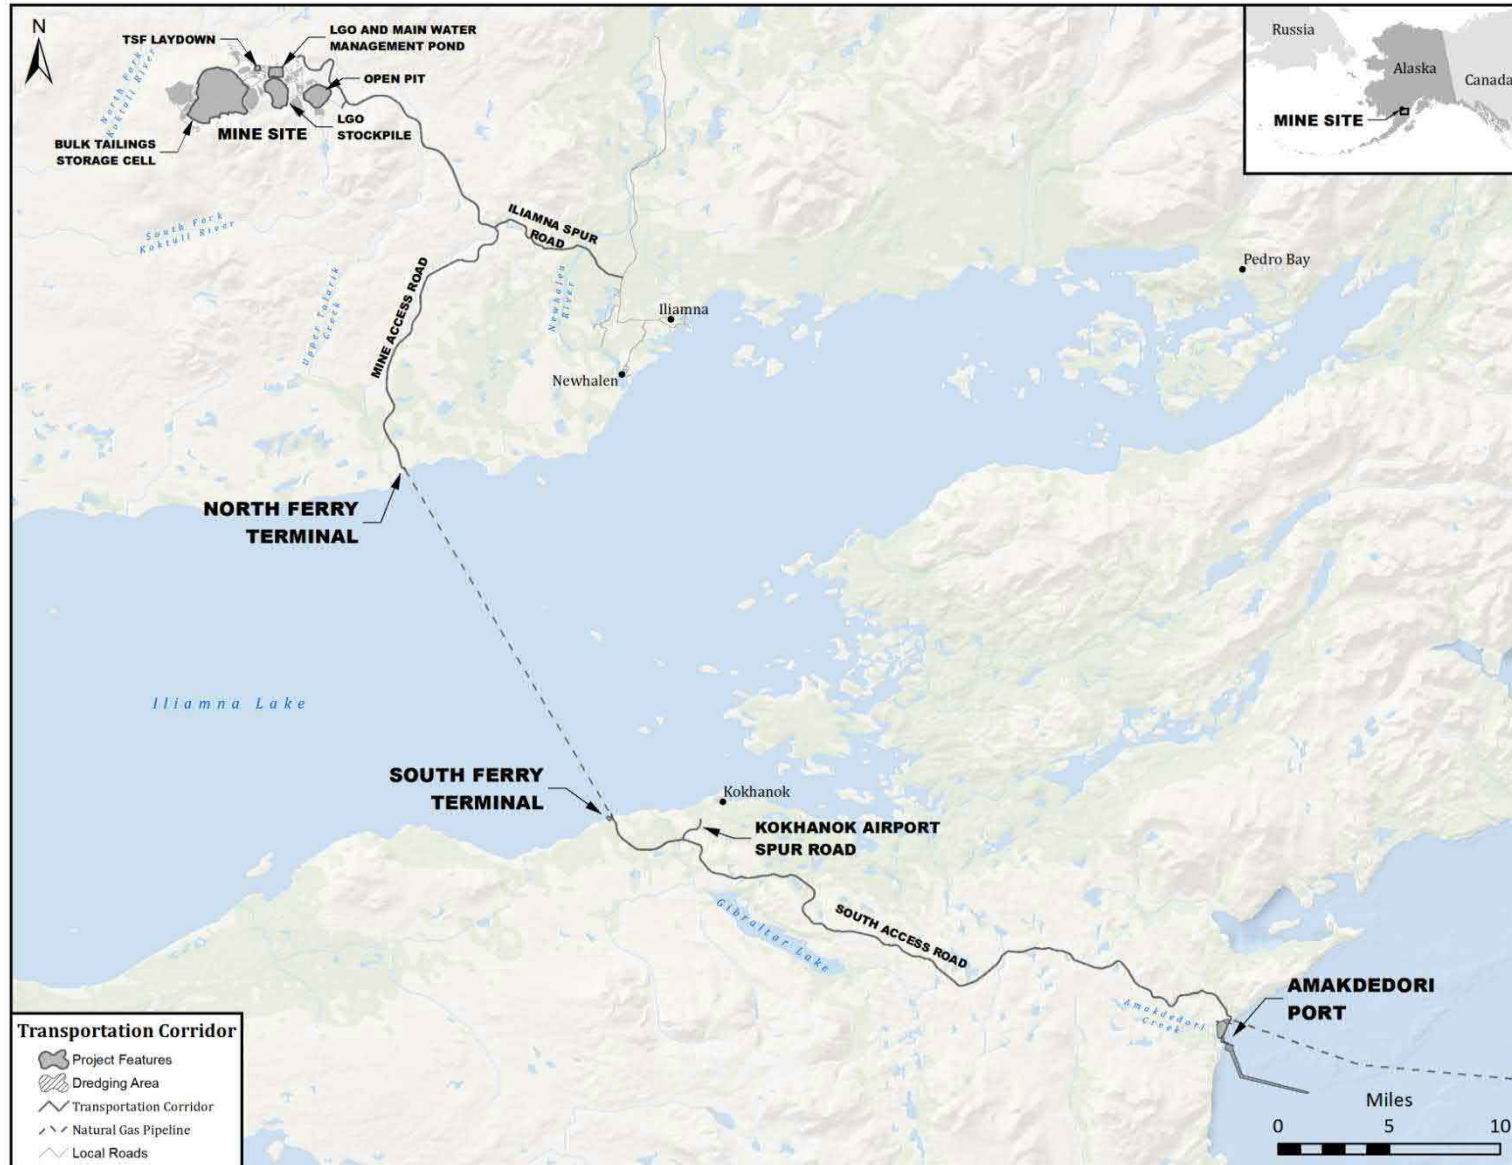 N
TSF LAYDOWN
LGO AND MAIN WATER
MANAGEMENT POND
OPEN PIT
LGO
STOCKPILE
MINE SITE
BULK TAILINGS
STORAGE CELL
North Fork
Koktuli River
South Fork
Koktuli River
Upper Talarik
Creek
MINE ACCESS ROAD
ILIAMNA SPUR
ROAD
Newhalen
River
Iliamna
Newhalen
Pedro Bay
Russia
Alaska
Canada
MINE SITE
NORTH FERRY
TERMINAL
Iliamna Lake
SOUTH FERRY
TERMINAL
Kokhanok
KOKHANOK AIRPORT
SPUR ROAD
Gibraltar Lake
SOUTH ACCESS ROAD
Amakdedori
Creek
AMAKDEDORI
PORT
Transportation Corridor
Project Features
Dredging Area
Transportation Corridor
Natural Gas Pipeline
Local Roads
Miles
0 5 10